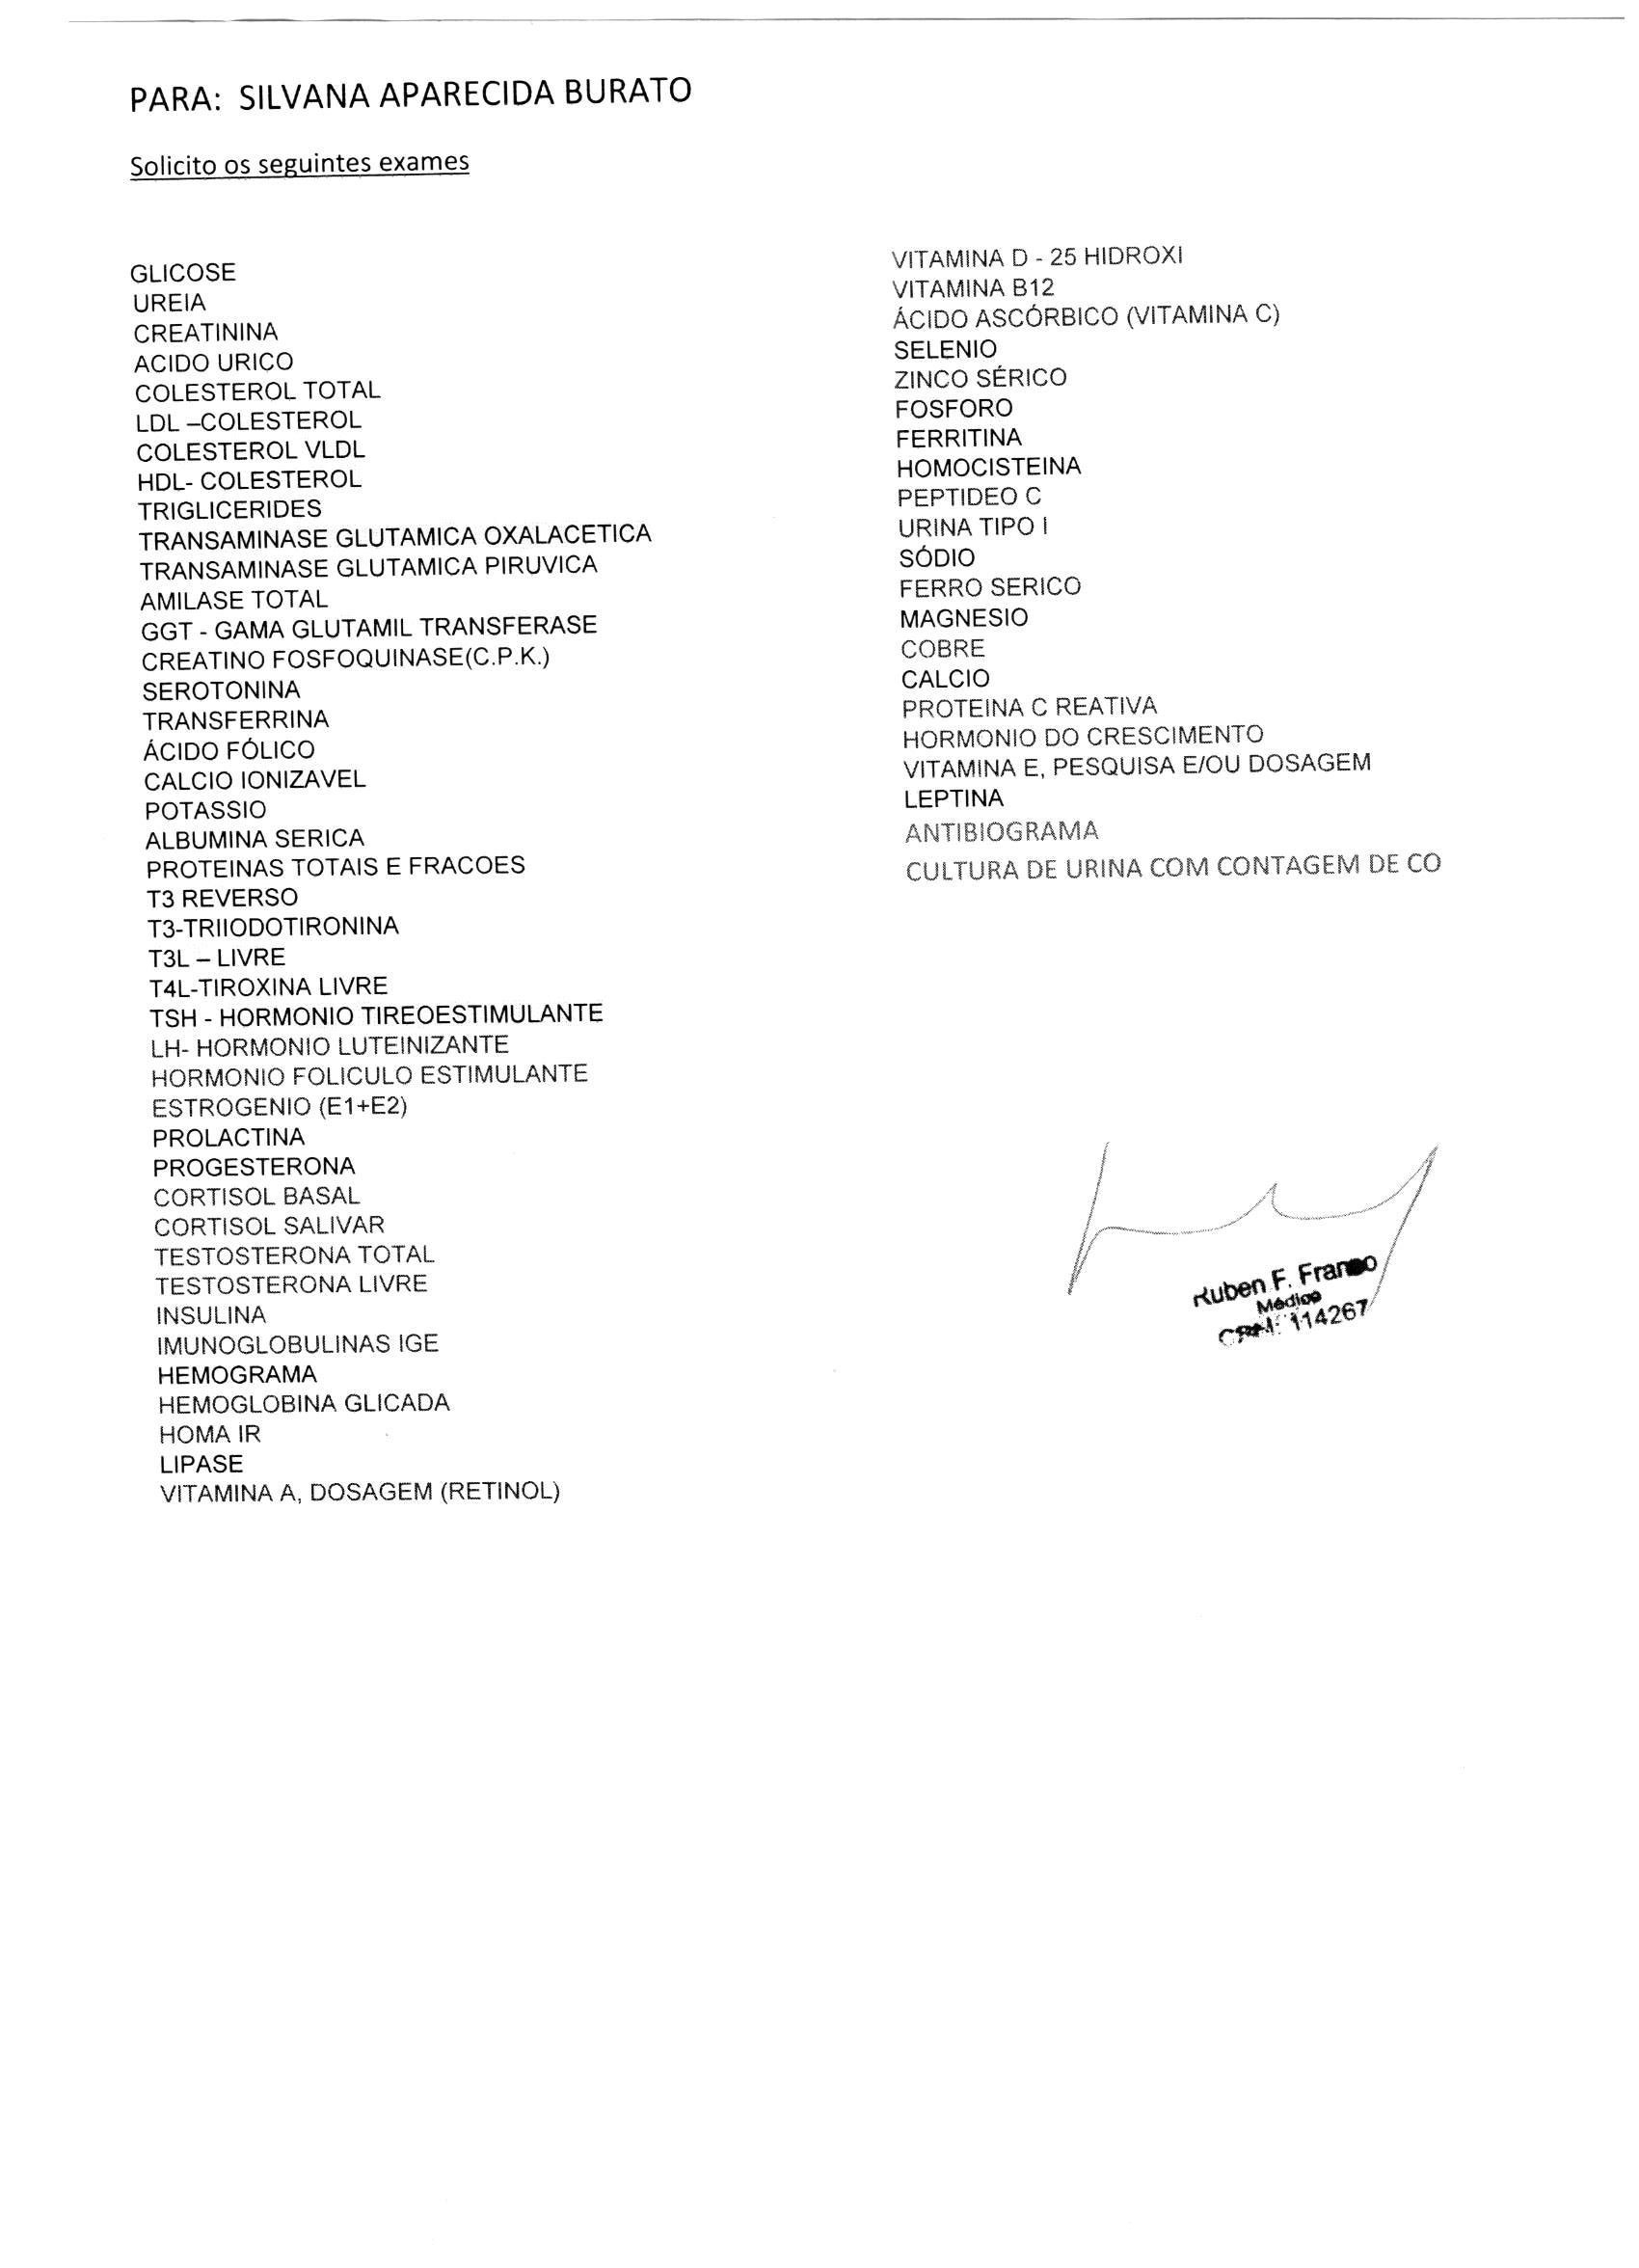 PARA: SILVANA APARECIDA BURATO
Solicito os seguintes exames
GLICOSE
UREIA
CREATININA
ACIDO URICO
COLESTEROL TOTAL
LDL –COLESTEROL
COLESTEROL VLDL
HDL- COLESTEROL
TRIGLICERIDES
TRANSAMINASE GLUTAMICA OXALACETICA
TRANSAMINASE GLUTAMICA PIRUVICA
AMILASE TOTAL
GGT - GAMA GLUTAMIL TRANSFERASE
CREATINO FOSFOQUINASE(C.P.K.)
SEROTONINA
TRANSFERRINA
ÁCIDO FÓLICO
CALCIO IONIZAVEL
POTASSIO
ALBUMINA SERICA
PROTEINAS TOTAIS E FRACOES
T3 REVERSO
T3-TRIIODOTIRONINA
T3L – LIVRE
T4L-TIROXINA LIVRE
TSH - HORMONIO TIREOESTIMULANTE
LH- HORMONIO LUTEINIZANTE
HORMONIO FOLICULO ESTIMULANTE
ESTROGENIO (E1+E2)
PROLACTINA
PROGESTERONA
CORTISOL BASAL
CORTISOL SALIVAR
TESTOSTERONA TOTAL
TESTOSTERONA LIVRE
INSULINA
IMUNOGLOBULINAS IGE
HEMOGRAMA
HEMOGLOBINA GLICADA
HOMA IR
LIPASE
VITAMINA A, DOSAGEM (RETINOL)
VITAMINA D - 25 HIDROXI
VITAMINA B12
ÁCIDO ASCÓRBICO (VITAMINA C)
SELENIO
ZINCO SÉRICO
FOSFORO
FERRITINA
HOMOCISTEINA
PEPTIDEO C
URINA TIPO I
SÓDIO
FERRO SERICO
MAGNESIO
COBRE
CALCIO
PROTEINA C REATIVA
HORMONIO DO CRESCIMENTO
VITAMINA E, PESQUISA E/OU DOSAGEM
LEPTINA
ANTIBIOGRAMA
CULTURA DE URINA COM CONTAGEM DE CO
Ruben F. Franco
Médico
CRM: 114267